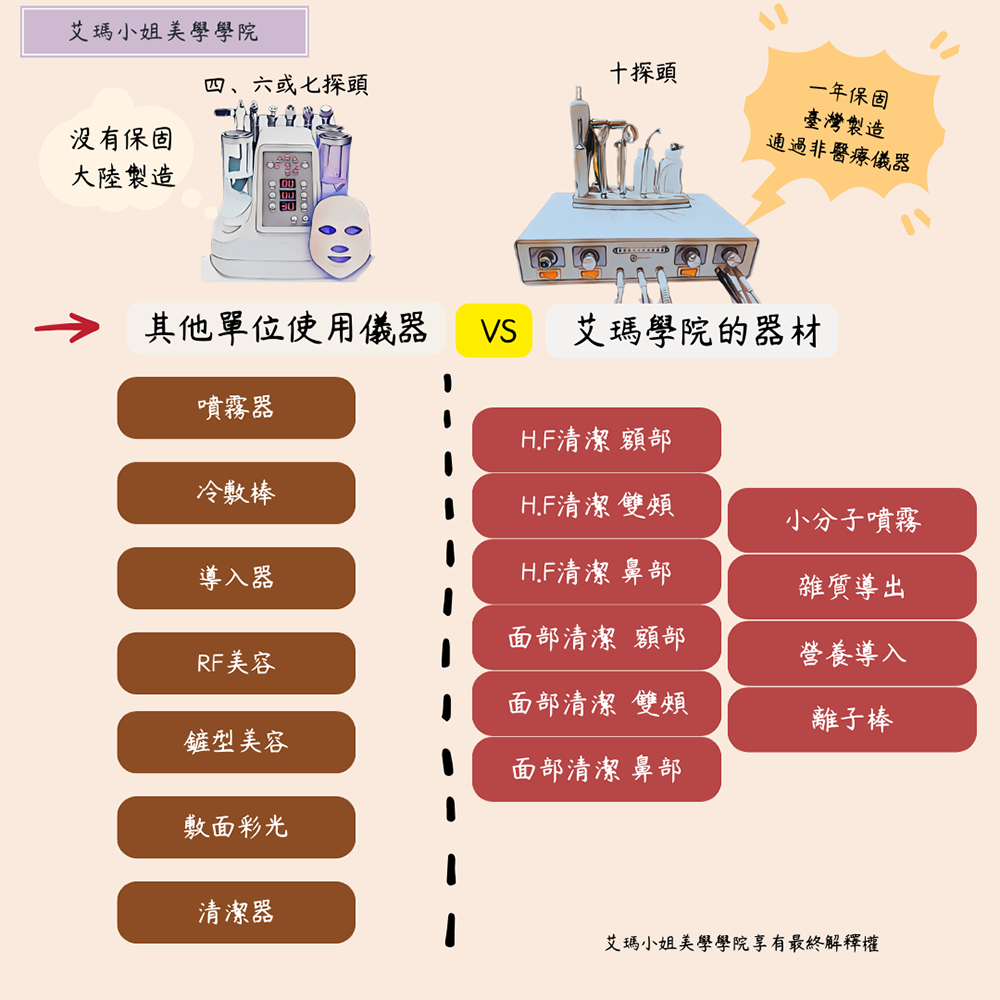 艾瑪小姐美學學院
四、六或七探頭
沒有保固
大陸製造
十探頭
一年保固
臺灣製造
通過非醫療儀器
其他單位使用儀器
VS
艾瑪學院的器材
噴霧器
冷敷棒
導入器
RF美容
鏟型美容
敷面彩光
清潔器
H.F清潔 額部
H.F清潔 雙頰
H.F清潔 鼻部
面部清潔 額部
面部清潔 雙頰
面部清潔 鼻部
小分子噴霧
雜質導出
營養導入
離子棒
艾瑪小姐美學學院享有最終解釋權